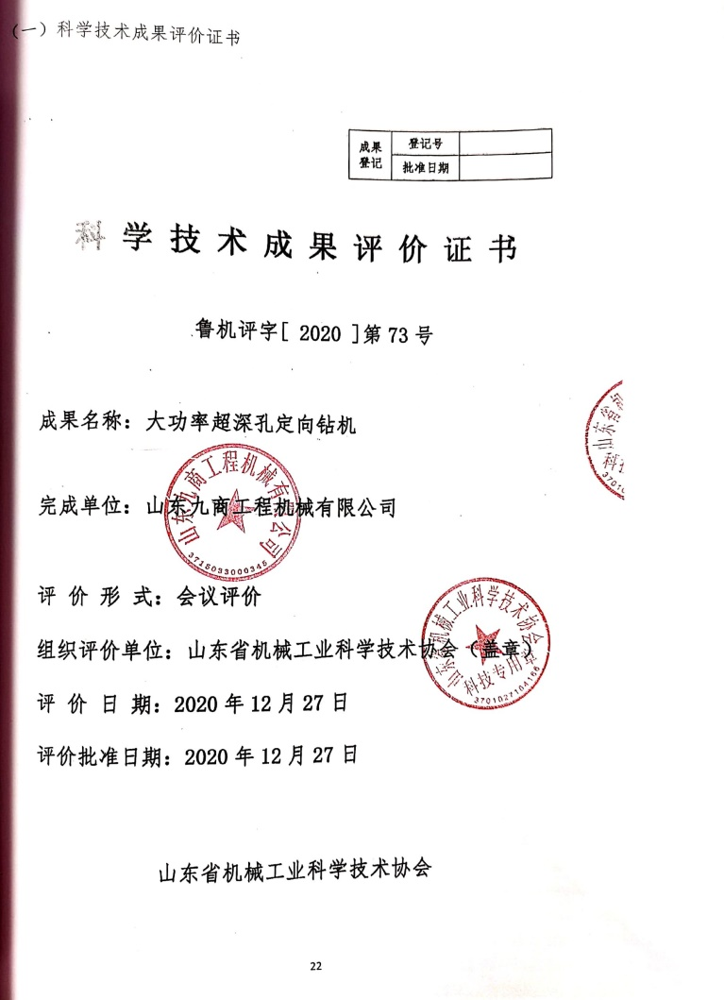 （一）科学技术成果评价证书
成果登记
登记号
批准日期
科学技术成果评价证书
鲁机评字[ 2020 ]第 73 号
成果名称：大功率超深孔定向钻机
完成单位：山东九商工程机械有限公司
山东九商工程机械有限公司
3715033000345
评 价 形 式：会议评价
组织评价单位：山东省机械工业科学技术协会（盖章）
山东省机械工业科学技术协会
科技专用章
3701027104166
评 价 日 期：2020 年 12 月 27 日
评价批准日期：2020 年 12 月 27 日
山东省
科技
3701
山东省机械工业科学技术协会
22